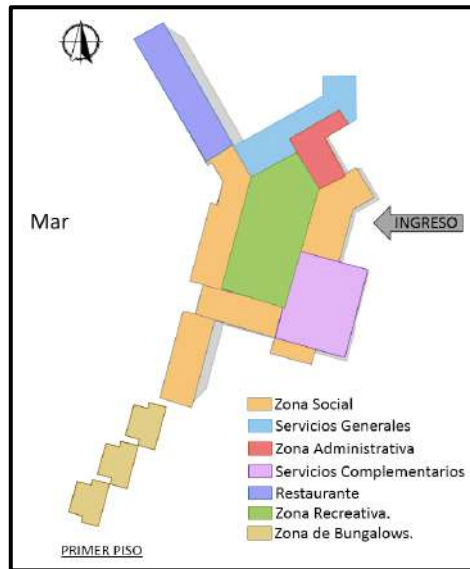 Mar
INGRESO
Zona Social
Servicios Generales
Zona Administrativa
Servicios Complementarios
Restaurante
Zona Recreativa.
Zona de Bungalows.
PRIMER PISO